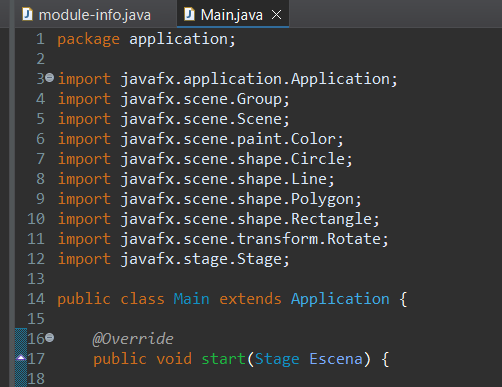 module-info.java
Main.java
1 package application;
2
3 import javafx.application.Application;
4 import javafx.scene.Group;
5 import javafx.scene.Scene;
6 import javafx.scene.paint.Color;
7 import javafx.scene.shape.Circle;
8 import javafx.scene.shape.Line;
9 import javafx.scene.shape.Polygon;
10 import javafx.scene.shape.Rectangle;
11 import javafx.scene.transform.Rotate;
12 import javafx.stage.Stage;
13
14 public class Main extends Application {
15
16 @Override
17 public void start(Stage Escena) {
18